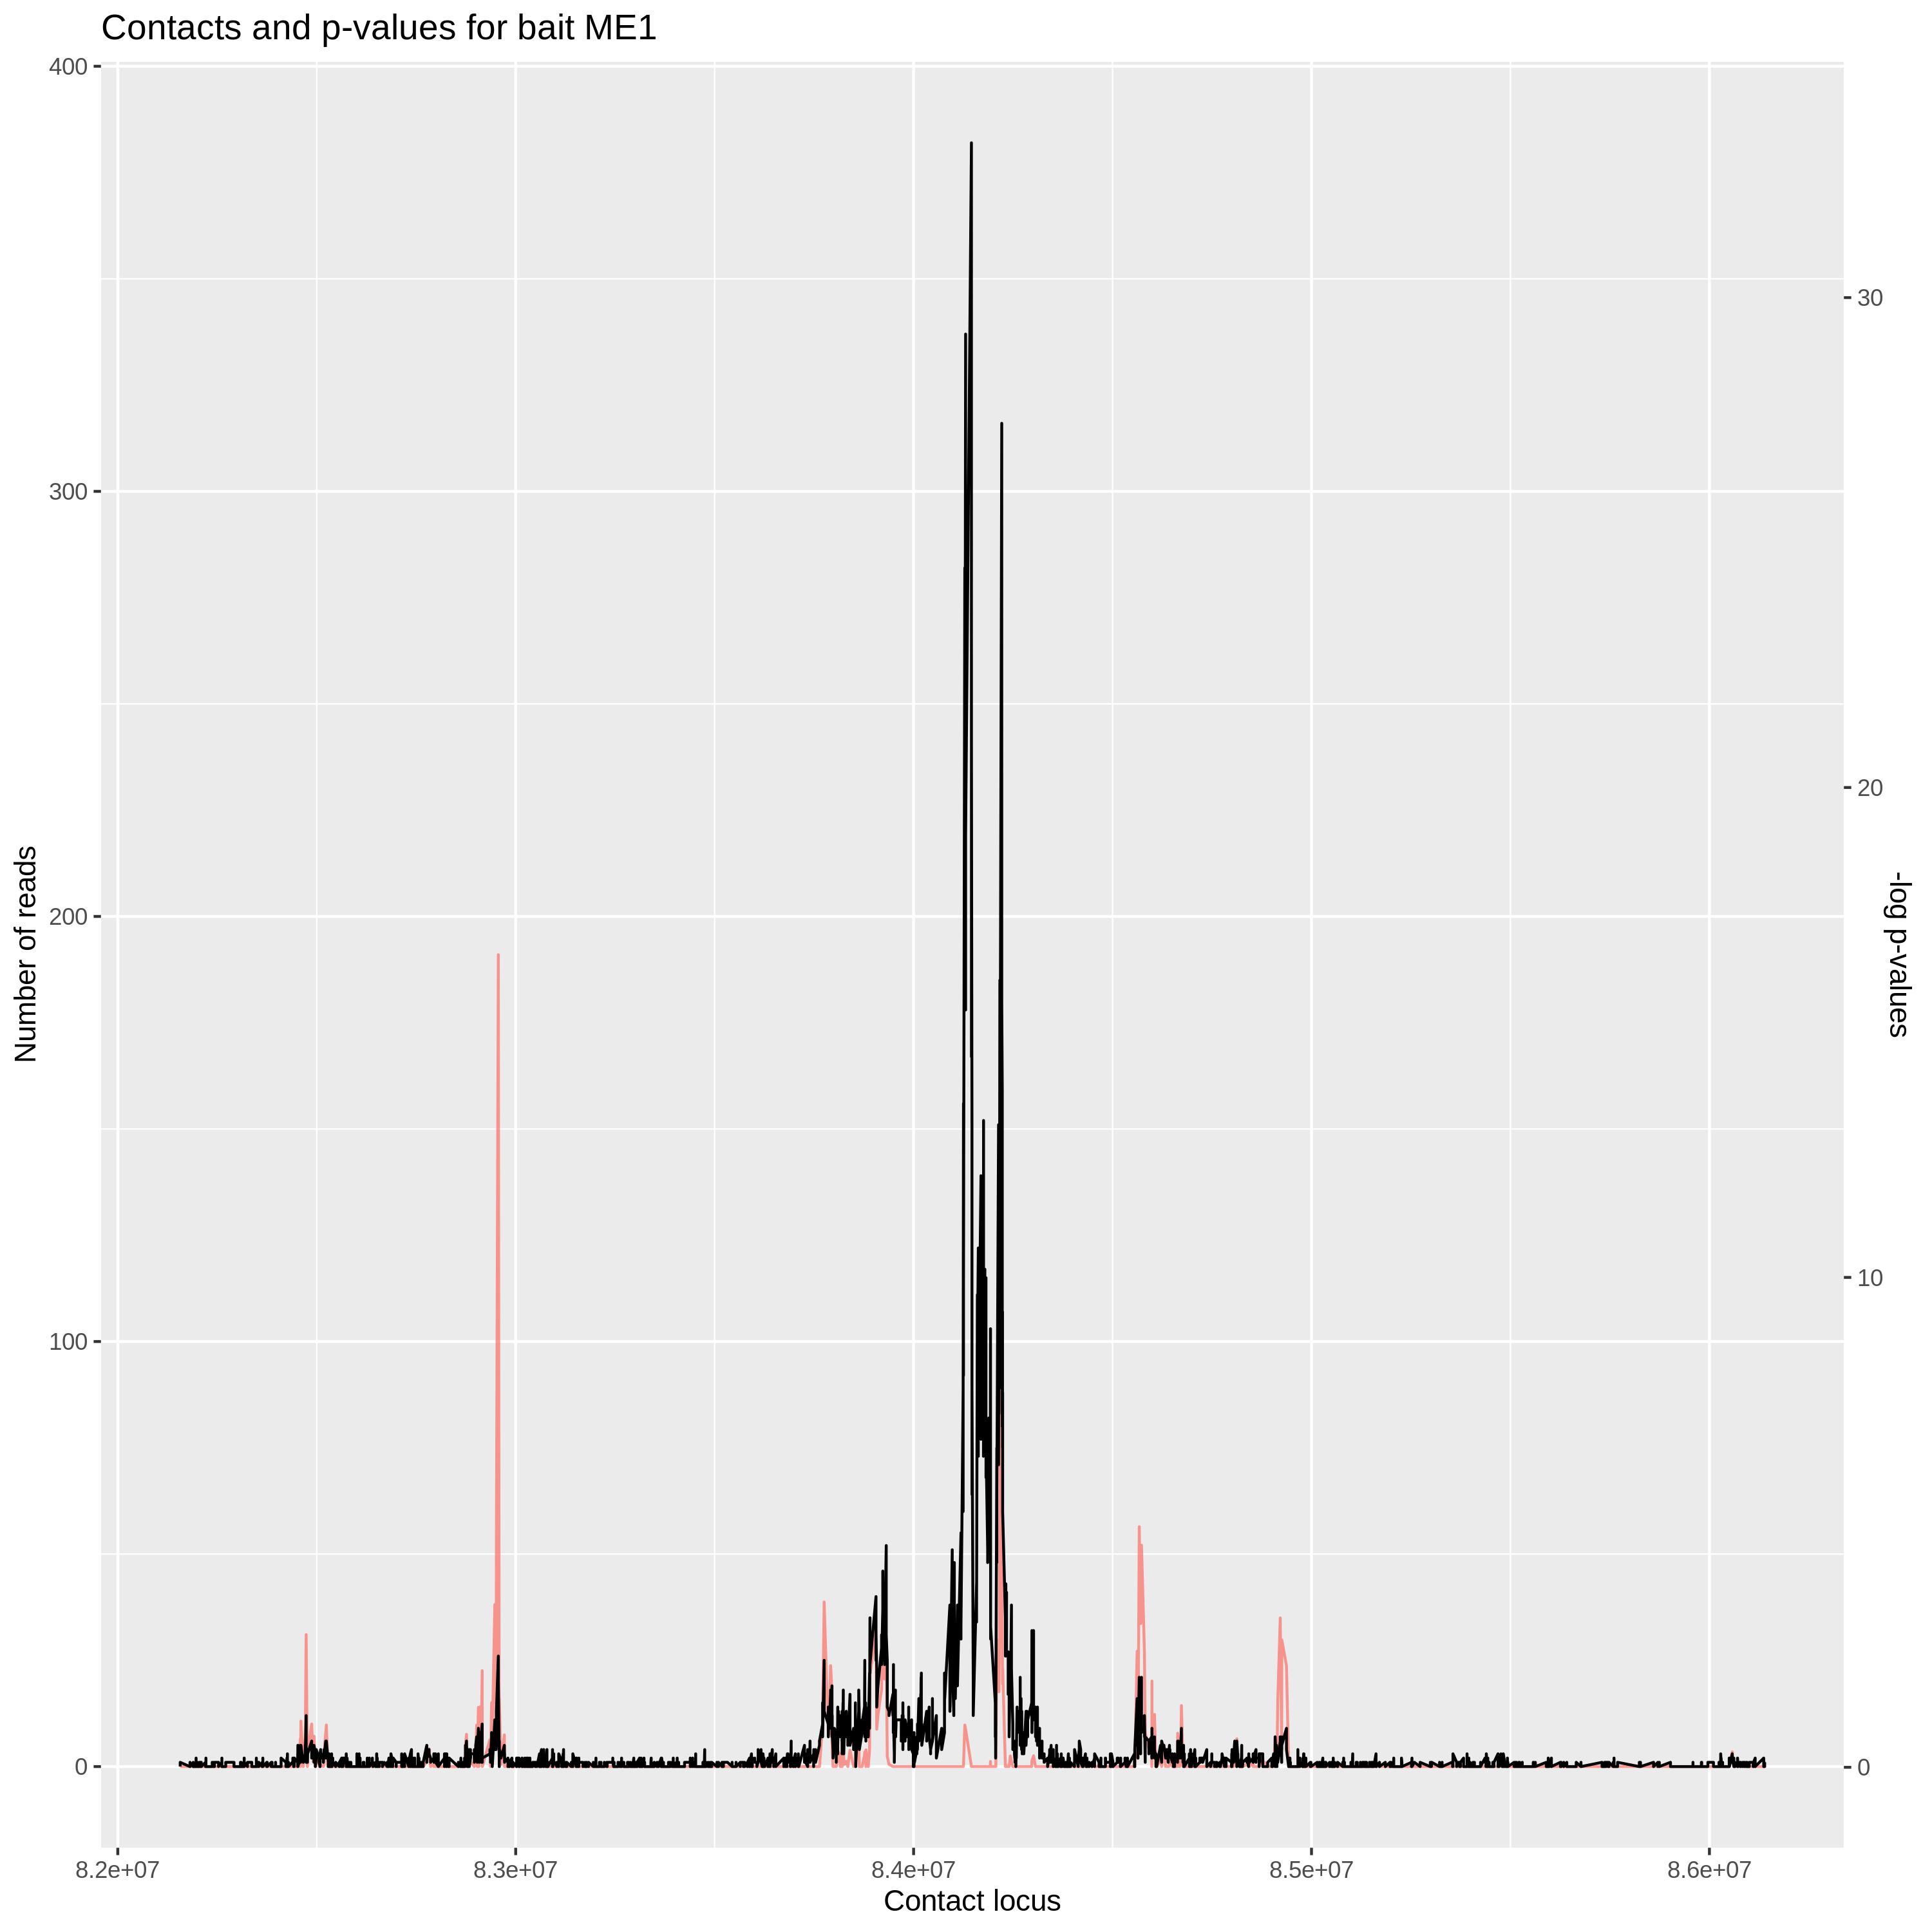 Contacts and p-values for bait ME1
400
300
200
100
0
Number of reads
30
20
10
0
-log p-values
8.2e+07 8.3e+07 8.4e+07 8.5e+07 8.6e+07
Contact locus